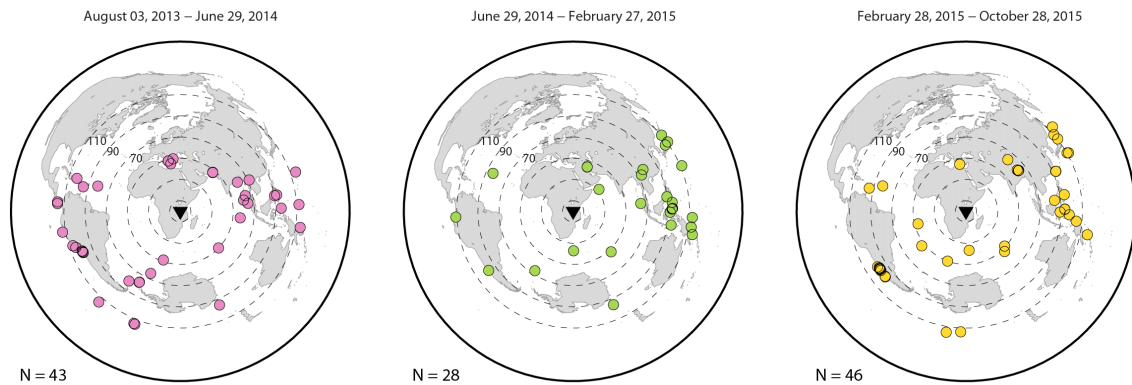 August 03, 2013 – June 29, 2014
June 29, 2014 – February 27, 2015
February 28, 2015 – October 28, 2015
110
90
70
110
90
70
110
90
70
N = 43
N = 28
N = 46